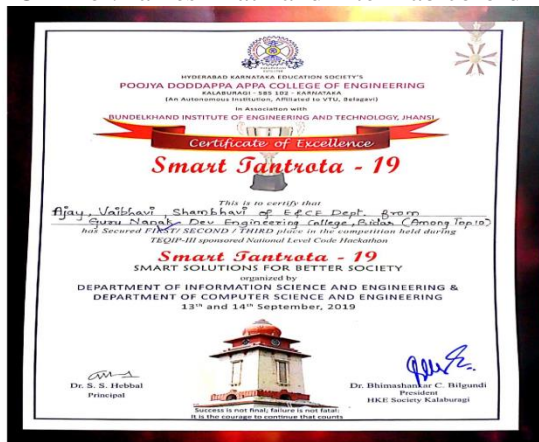 HYDERABAD KARNATAKA EDUCATION SOCIETY'S
POOJYA DODDAPPA APPA COLLEGE OF ENGINEERING
KALABURAGI - 585 102 - KARNATAKA
(An Autonomous Institution, Affiliated to VTU, Belagavi)
In Association with
BUNDELKHAND INSTITUTE OF ENGINEERING AND TECHNOLOGY, JHANSI
Certificate of Excellence
Smart Tantrota - 19
This is to certify that
Ajay, Vaibhavi, Shambhavi of E&CE Dept. from
Guru Nanak Dev Engineering College, Bidar (Among Top 10)
has Secured FIRST/ SECOND / THIRD place in the competition held during
TEQIP-III sponsored National Level Code Hackathon
Smart Tantrota - 19
SMART SOLUTIONS FOR BETTER SOCIETY
organized by
DEPARTMENT OF INFORMATION SCIENCE AND ENGINEERING &
DEPARTMENT OF COMPUTER SCIENCE AND ENGINEERING
13th and 14th September, 2019
Dr. S. S. Hebbal
Principal
Dr. Bhimashankar C. Bilgundi
President
HKE Society Kalaburagi
Success is not final; failure is not fatal:
It is the courage to continue that counts